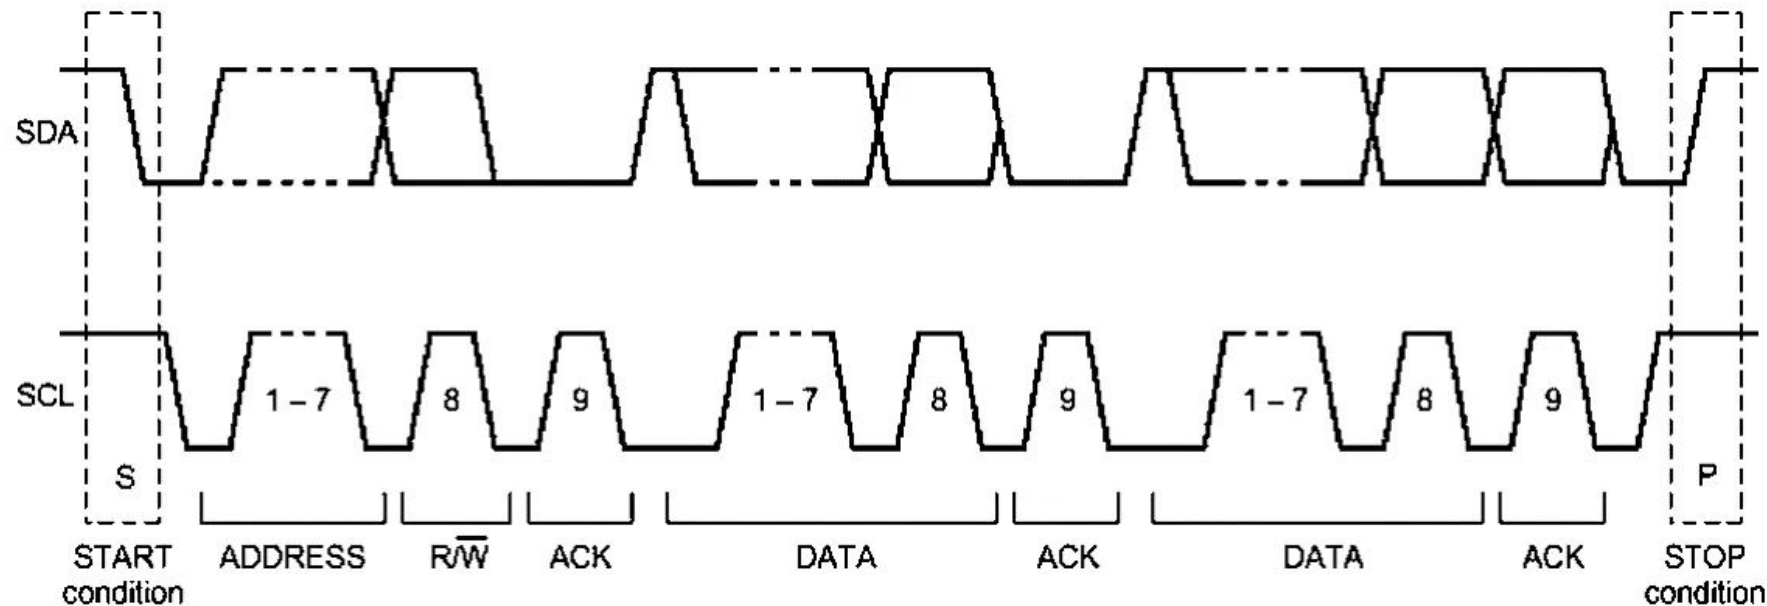 SDA
SCL
1 – 7
8
9
1 – 7
8
9
1 – 7
8
9
S
P
START
condition
ADDRESS
R/W̅
ACK
DATA
ACK
DATA
ACK
STOP
condition